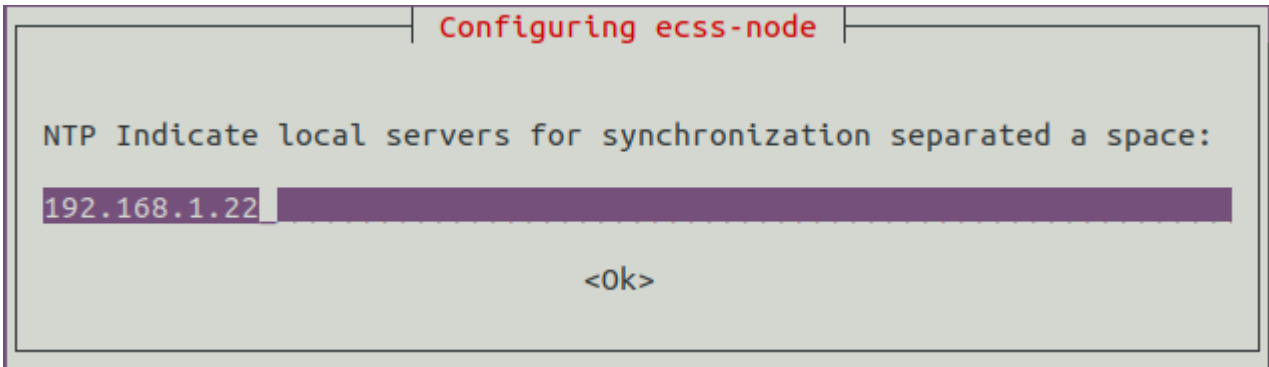 Configuring ecss-node
NTP Indicate local servers for synchronization separated a space:
192.168.1.22
<Ok>